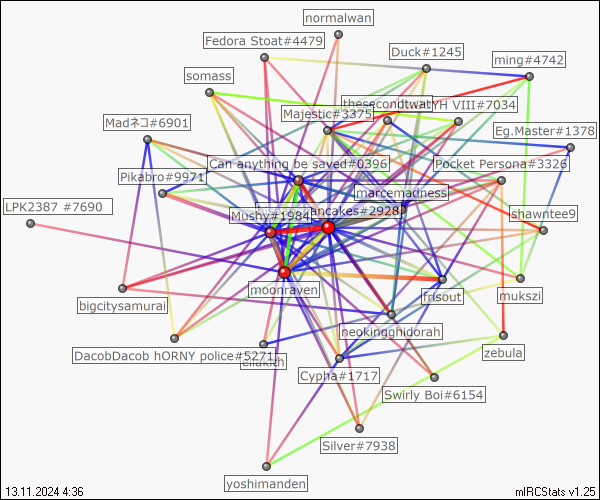 normalwan
Fedora Stoat#4479
Duck#1245
ming#4742
somass
thesecondtwat
YH VIII#7034
Majestic#3375
Madネコ#6901
Eg.Master#1378
Can anything be saved#0396
Pocket Persona#3326
Pikabro#9971
marcemadness
LPK2387 #7690
Mushy#1984
ancakes#2928
shawntee9
moonraven
frisout
mukszi
bigcitysamurai
neokingghidorah
DacobDacob hORNY police#5271
zebula
Cypha#1717
Swirly Boi#6154
Silver#7938
yoshimanden
13.11.2024 4:36
mIRCStats v1.25